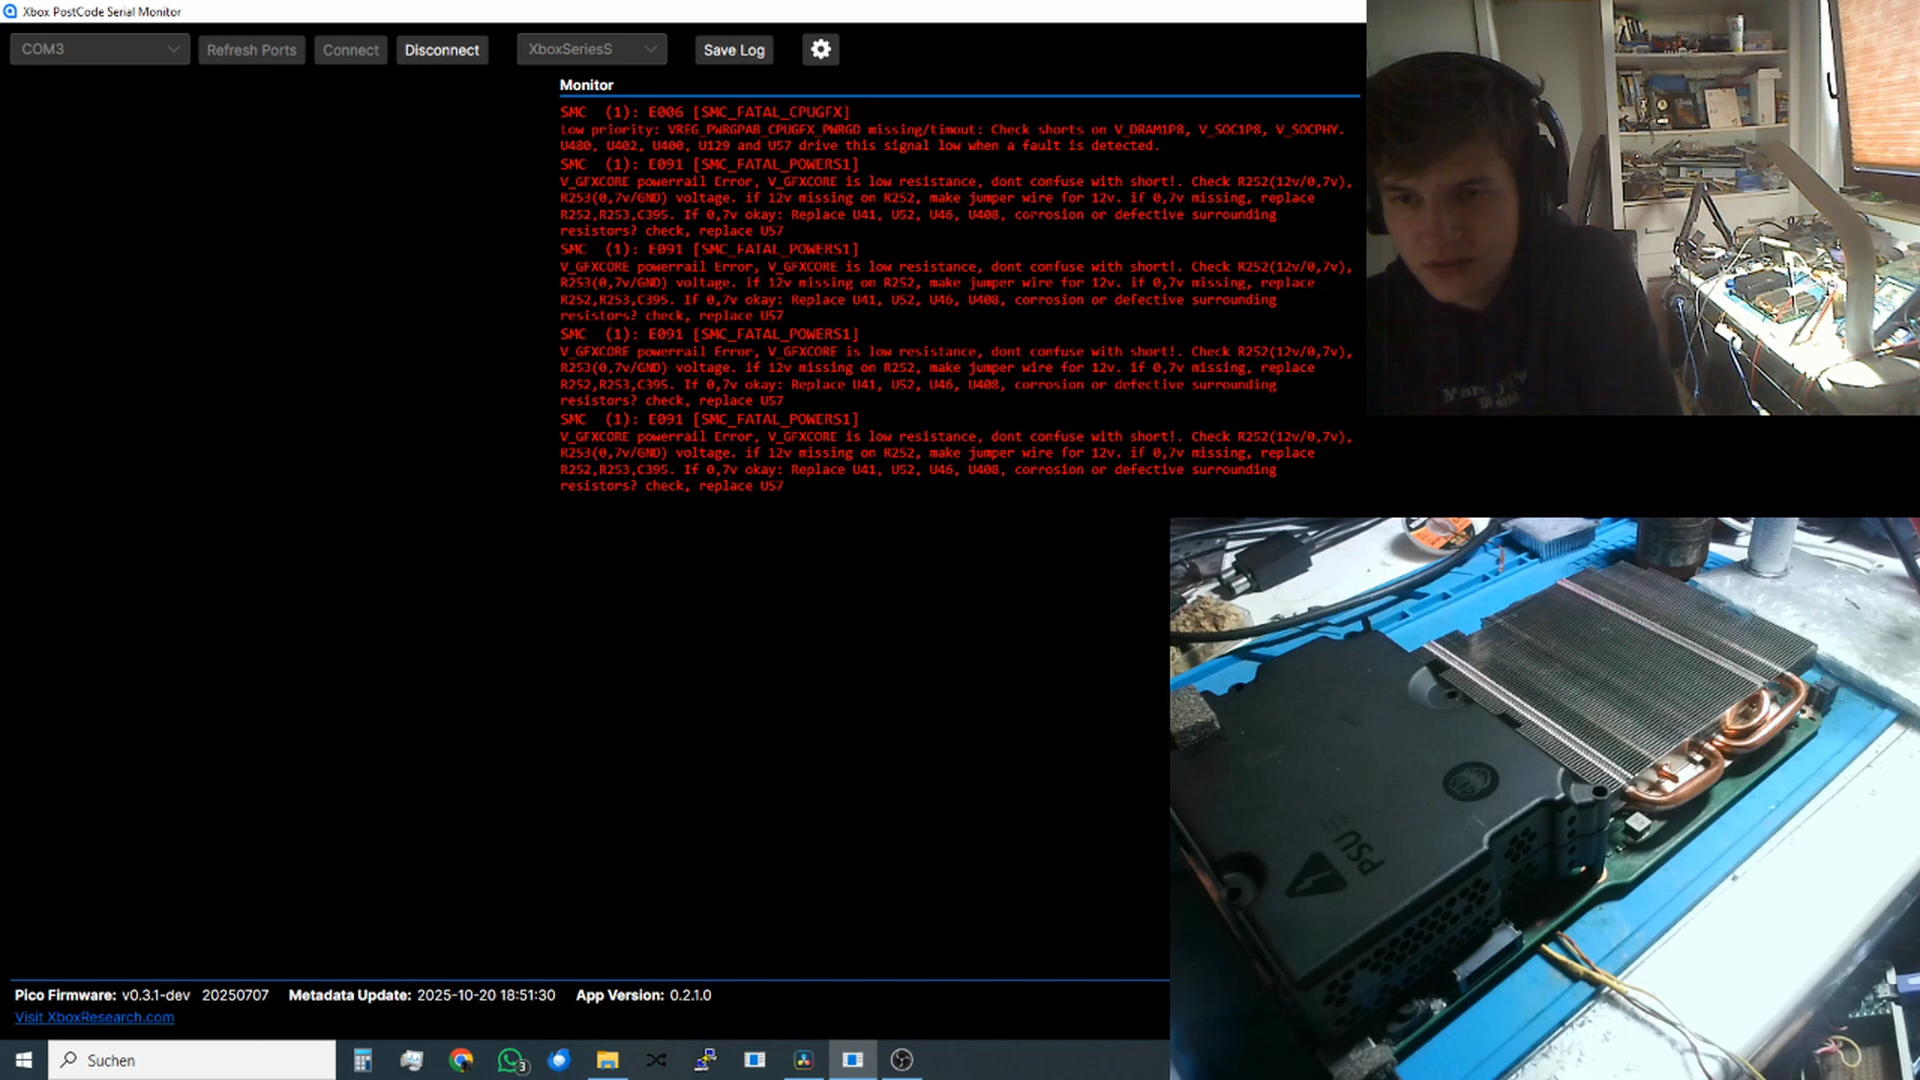 Xbox PostCode Serial Monitor
COM3
Refresh Ports
Connect
Disconnect
XboxSeriesS
Save Log
Monitor
SMC (1): E006 [SMC_FATAL_CPUGFX]
Low priority: VREG_PWRGPAB_CPUGFX_PWRGD missing/timout: Check shorts on V_DRAM1P8, V_SOC1P8, V_SOCPHY.
U480, U402, U400, U129 and U57 drive this signal low when a fault is detected.
SMC (1): E091 [SMC_FATAL_POWERS1]
V_GFXCORE powerrail Error, V_GFXCORE is low resistance, dont confuse with short!. Check R252(12v/0,7v),
R253(0,7v/GND) voltage. if 12v missing on R252, make jumper wire for 12v. if 0,7v missing, replace
R252,R253,C395. If 0,7v okay: Replace U41, U52, U46, U408, corrosion or defective surrounding
resistors? check, replace U57
SMC (1): E091 [SMC_FATAL_POWERS1]
V_GFXCORE powerrail Error, V_GFXCORE is low resistance, dont confuse with short!. Check R252(12v/0,7v),
R253(0,7v/GND) voltage. if 12v missing on R252, make jumper wire for 12v. if 0,7v missing, replace
R252,R253,C395. If 0,7v okay: Replace U41, U52, U46, U408, corrosion or defective surrounding
resistors? check, replace U57
SMC (1): E091 [SMC_FATAL_POWERS1]
V_GFXCORE powerrail Error, V_GFXCORE is low resistance, dont confuse with short!. Check R252(12v/0,7v),
R253(0,7v/GND) voltage. if 12v missing on R252, make jumper wire for 12v. if 0,7v missing, replace
R252,R253,C395. If 0,7v okay: Replace U41, U52, U46, U408, corrosion or defective surrounding
resistors? check, replace U57
SMC (1): E091 [SMC_FATAL_POWERS1]
V_GFXCORE powerrail Error, V_GFXCORE is low resistance, dont confuse with short!. Check R252(12v/0,7v),
R253(0,7v/GND) voltage. if 12v missing on R252, make jumper wire for 12v. if 0,7v missing, replace
R252,R253,C395. If 0,7v okay: Replace U41, U52, U46, U408, corrosion or defective surrounding
resistors? check, replace U57
PSU
Pico Firmware: v0.3.1-dev 20250707 Metadata Update: 2025-10-20 18:51:30 App Version: 0.2.1.0
Visit XboxResearch.com
Suchen
3